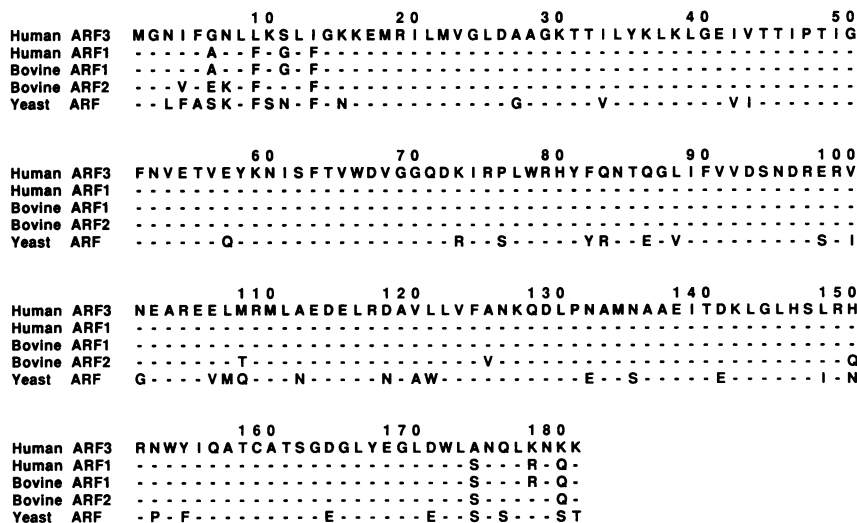 10 20 30 40 50
Human ARF3 MGNIFGNLLKSLIGKKEMRILMVGLDAAGKTTILYKLKLGEIVTTIPTIG
Human ARF1 -----A--F-G-F-------------------------------------
Bovine ARF1 -----A--F-G-F-------------------------------------
Bovine ARF2 ---V-EK-F---F-------------------------------------
Yeast ARF --LFASK-FSN-F-N-----------G-----V--------VI-------
60 70 80 90 100
Human ARF3 FNVETVEYKNISFTVWDVGGQDKIRPLWRHYFQNTQGLIFVVDSNDRERV
Human ARF1 --------------------------------------------------
Bovine ARF1 --------------------------------------------------
Bovine ARF2 --------------------------------------------------
Yeast ARF ------Q---------------R--S-----YR--E-V---------S-I
110 120 130 140 150
Human ARF3 NEAREELMRMLAEDELRDAVLLVFANKQDLPNAMNAAEITDKLGLHSLRH
Human ARF1 --------------------------------------------------
Bovine ARF1 --------------------------------------------------
Bovine ARF2 -------T----------------V------------------------Q
Yeast ARF G----VMQ---N-----N-AW----------E--S-----E------I-N
160 170 180
Human ARF3 RNWYIQATCATSGDGLYEGLDWLANQLKNKK
Human ARF1 ------------------------S--R-Q-
Bovine ARF1 ------------------------S--R-Q-
Bovine ARF2 ------------------------S----Q-
Yeast ARF -P-F---------E------E---S-S--ST